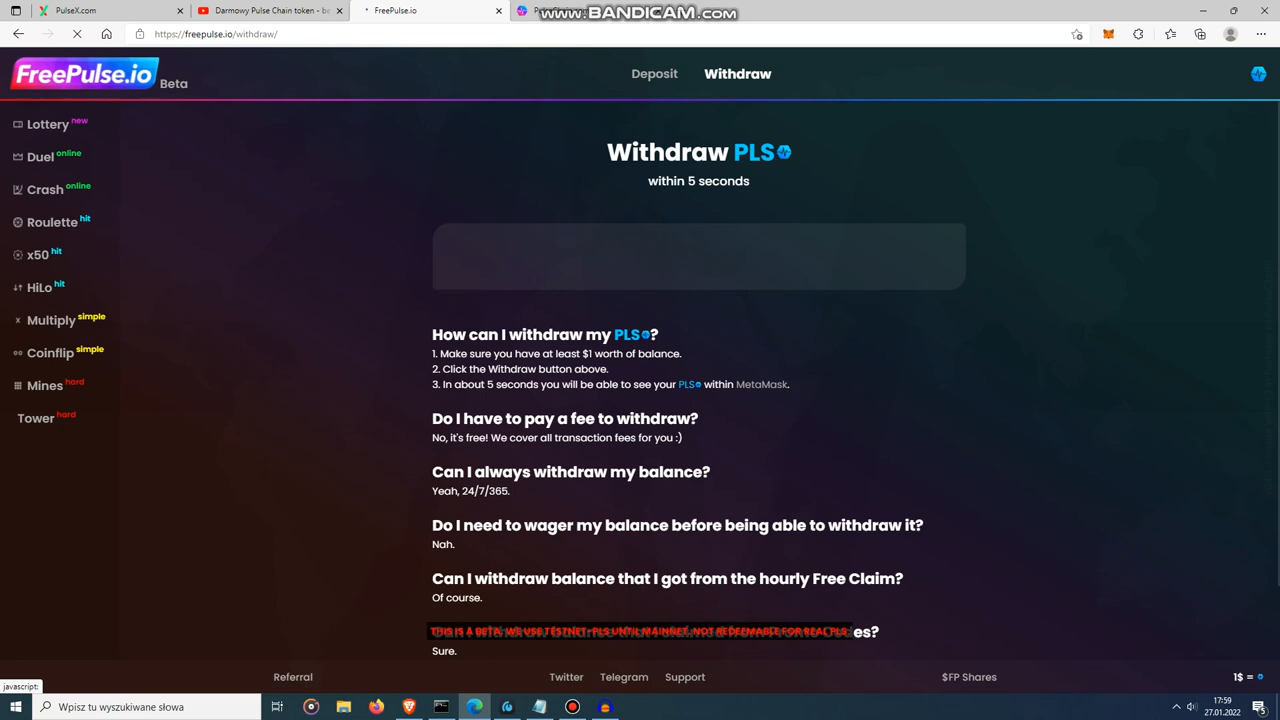 PulseX.com
Darmowy Pulse Chain token - be
FreePulse.io
www.BANDICAM.com
https://freepulse.io/withdraw/
FreePulse.io
Beta
Deposit
Withdraw
Lottery new
Duel online
Crash online
Roulette hit
x50 hit
HiLo hit
Multiply simple
Coinflip simple
Mines hard
Tower hard
Withdraw PLS
within 5 seconds
How can I withdraw my PLS?
1. Make sure you have at least $1 worth of balance.
2. Click the Withdraw button above.
3. In about 5 seconds you will be able to see your PLS within MetaMask.
Do I have to pay a fee to withdraw?
No, it's free! We cover all transaction fees for you :)
Can I always withdraw my balance?
Yeah, 24/7/365.
Do I need to wager my balance before being able to withdraw it?
Nah.
Can I withdraw balance that I got from the hourly Free Claim?
Of course.
THIS IS A BETA. WE USE TESTNET-PLS UNTIL MAINNET. NOT REDEEMABLE FOR REAL PLS
Sure.
javascript:
Referral
Twitter
Telegram
Support
$FP Shares
1$ =
Wpisz tu wyszukiwane słowa
17:59
27.01.2022